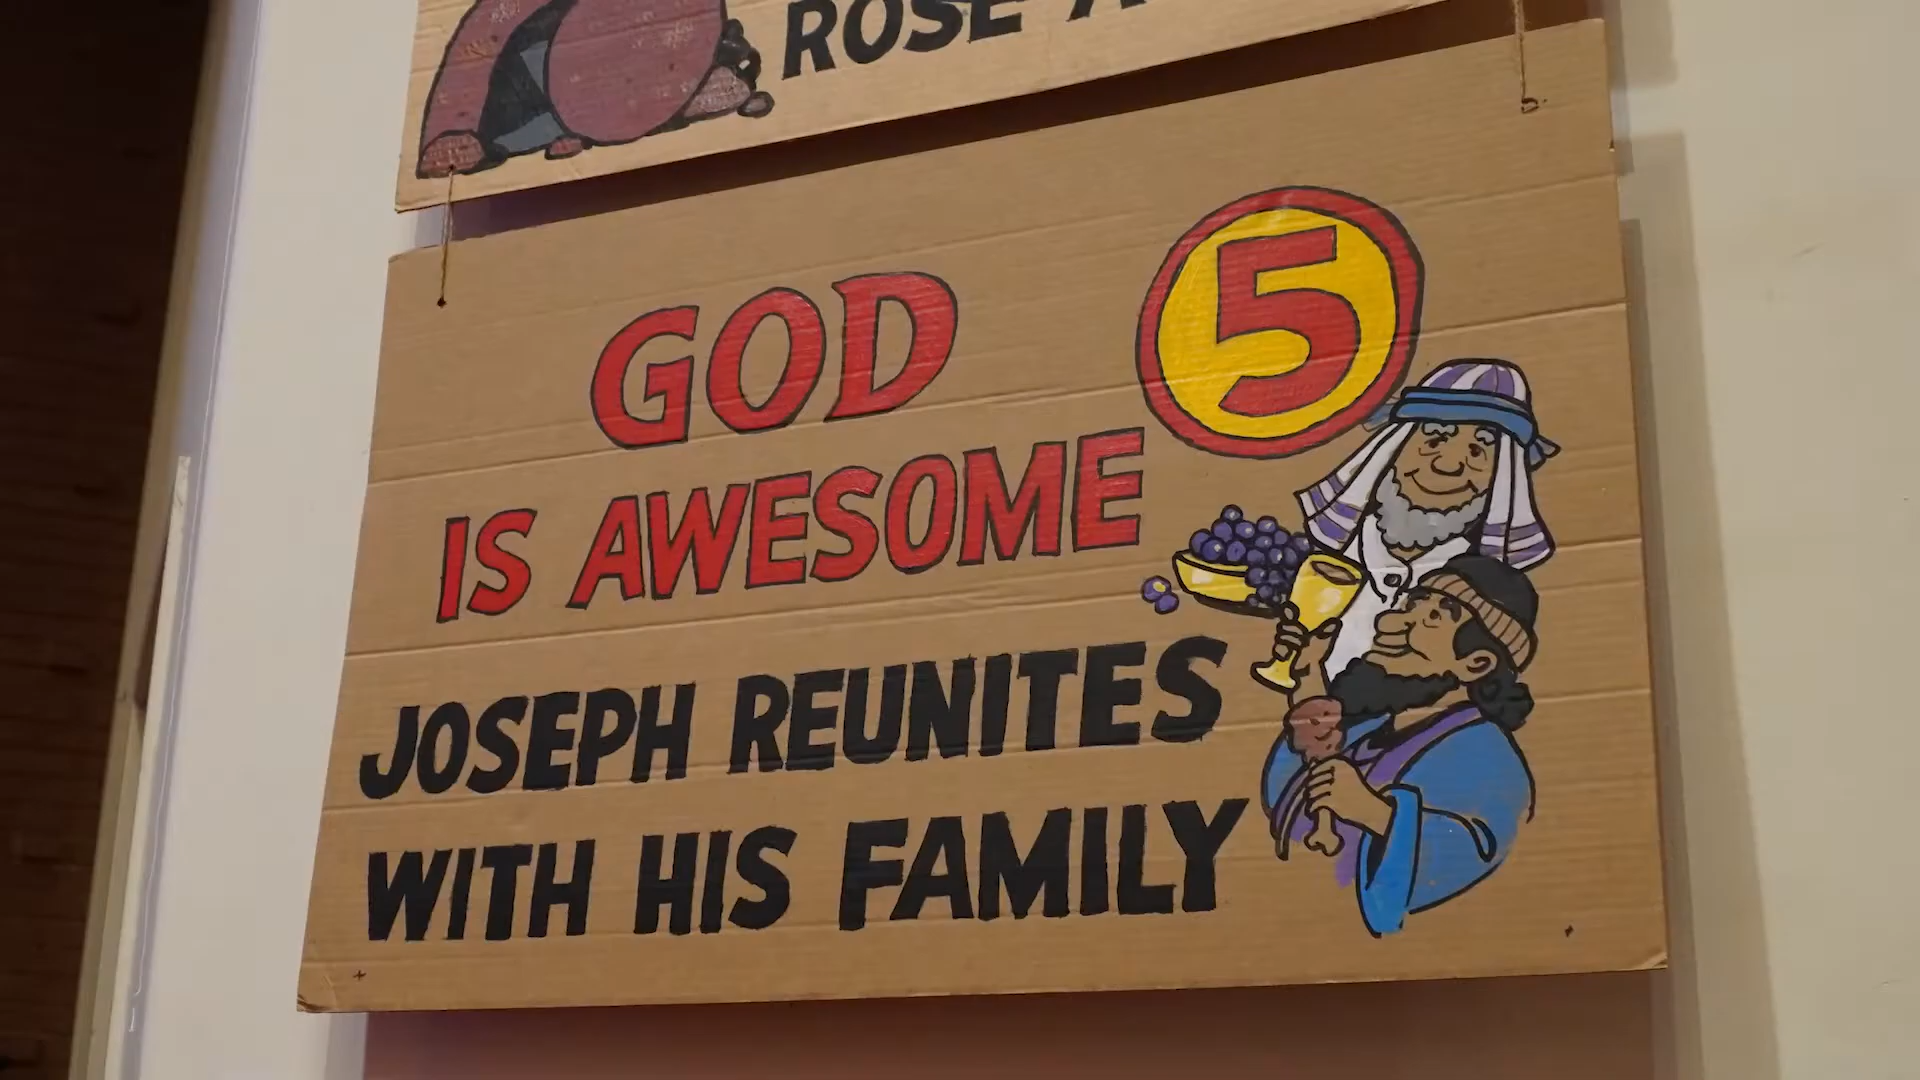 ROSE
5
GOD
IS AWESOME
JOSEPH REUNITES
WITH HIS FAMILY